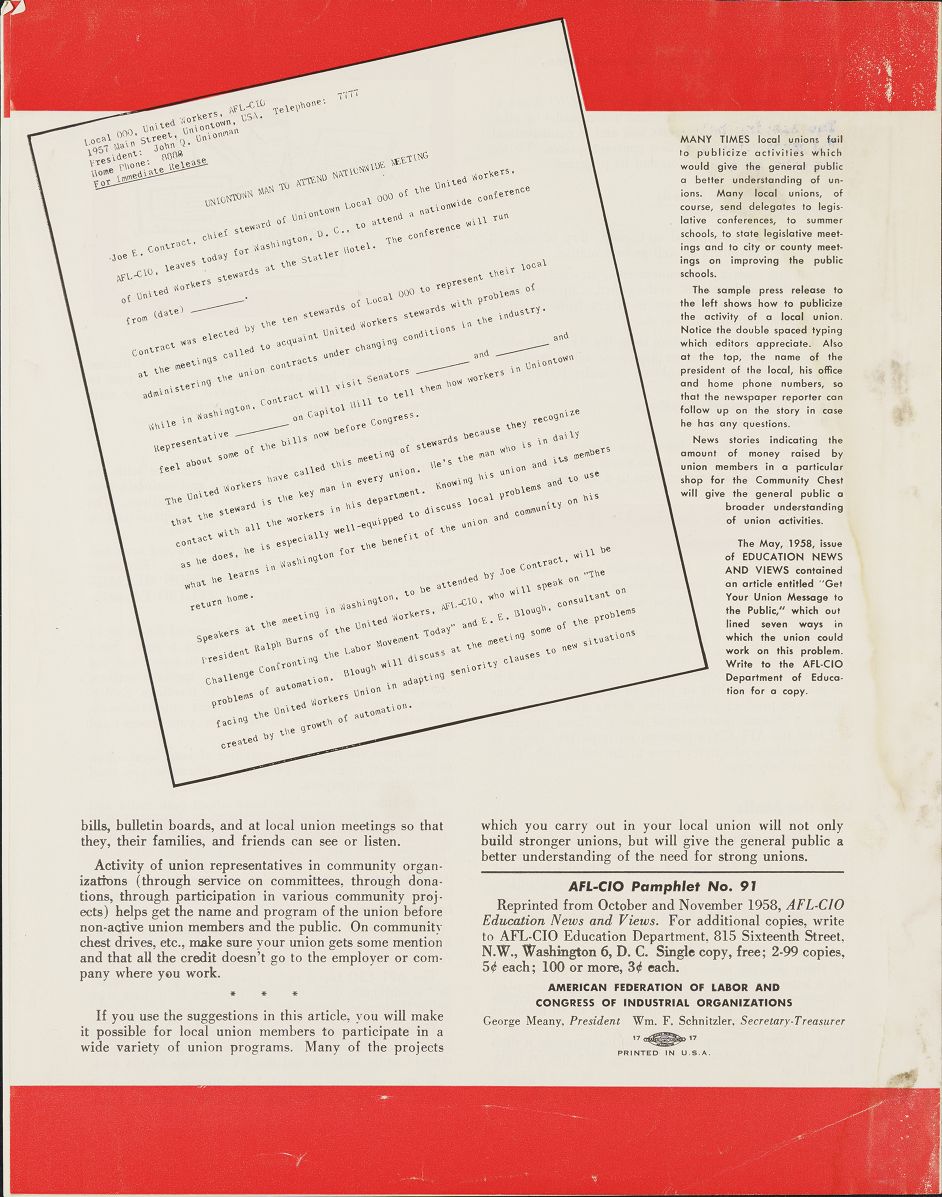 Local 000, United Workers, AFL-CIO
1957 Main Street, Uniontown, USA. Telephone: 7777
President: John Q. Unionman
Home Phone: 8888
For Immediate Release
UNIONTOWN MAN TO ATTEND NATIONWIDE MEETING
Joe E. Contract, chief steward of Uniontown Local 000 of the United Workers,
AFL-CIO, leaves today for Washington, D. C., to attend a nationwide conference
of United Workers stewards at the Statler Hotel. The conference will run
from (date) ________.
Contract was elected by the ten stewards of Local 000 to represent their local
at the meetings called to acquaint United Workers stewards with problems of
administering the union contracts under changing conditions in the industry.
While in Washington, Contract will visit Senators ________ and ________ and
Representative ________ on Capitol Hill to tell them how workers in Uniontown
feel about some of the bills now before Congress.
The United Workers have called this meeting of stewards because they recognize
that the steward is the key man in every union. He's the man who is in daily
contact with all the workers in his department. Knowing his union and its members
as he does, he is especially well-equipped to discuss local problems and to use
what he learns in Washington for the benefit of the union and community on his
return home.
Speakers at the meeting in Washington, to be attended by Joe Contract, will be
President Ralph Burns of the United Workers, AFL-CIO, who will speak on "The
Challenge Confronting the Labor Movement Today" and E. E. Blough, consultant on
problems of automation. Blough will discuss at the meeting some of the problems
facing the United Workers Union in adapting seniority clauses to new situations
created by the growth of automation.
MANY TIMES local unions fail
to publicize activities which
would give the general public
a better understanding of un-
ions. Many local unions, of
course, send delegates to legis-
lative conferences, to summer
schools, to state legislative meet-
ings and to city or county meet-
ings on improving the public
schools.
The sample press release to
the left shows how to publicize
the activity of a local union.
Notice the double spaced typing
which editors appreciate. Also
at the top, the name of the
president of the local, his office
and home phone numbers, so
that the newspaper reporter can
follow up on the story in case
he has any questions.
News stories indicating the
amount of money raised by
union members in a particular
shop for the Community Chest
will give the general public a
broader understanding
of union activities.
The May, 1958, issue
of EDUCATION NEWS
AND VIEWS contained
an article entitled "Get
Your Union Message to
the Public," which out
lined seven ways in
which the union could
work on this problem.
Write to the AFL-CIO
Department of Educa-
tion for a copy.
bills, bulletin boards, and at local union meetings so that
they, their families, and friends can see or listen.
Activity of union representatives in community organ-
izations (through service on committees, through dona-
tions, through participation in various community proj-
ects) helps get the name and program of the union before
non-active union members and the public. On community
chest drives, etc., make sure your union gets some mention
and that all the credit doesn't go to the employer or com-
pany where you work.
* * *
If you use the suggestions in this article, you will make
it possible for local union members to participate in a
wide variety of union programs. Many of the projects
which you carry out in your local union will not only
build stronger unions, but will give the general public a
better understanding of the need for strong unions.
AFL-CIO Pamphlet No. 91
Reprinted from October and November 1958, AFL-CIO
Education News and Views. For additional copies, write
to AFL-CIO Education Department, 815 Sixteenth Street,
N.W., Washington 6, D. C. Single copy, free; 2-99 copies,
5¢ each; 100 or more, 3¢ each.
AMERICAN FEDERATION OF LABOR AND
CONGRESS OF INDUSTRIAL ORGANIZATIONS
George Meany, President Wm. F. Schnitzler, Secretary-Treasurer
17 17
PRINTED IN U.S.A.